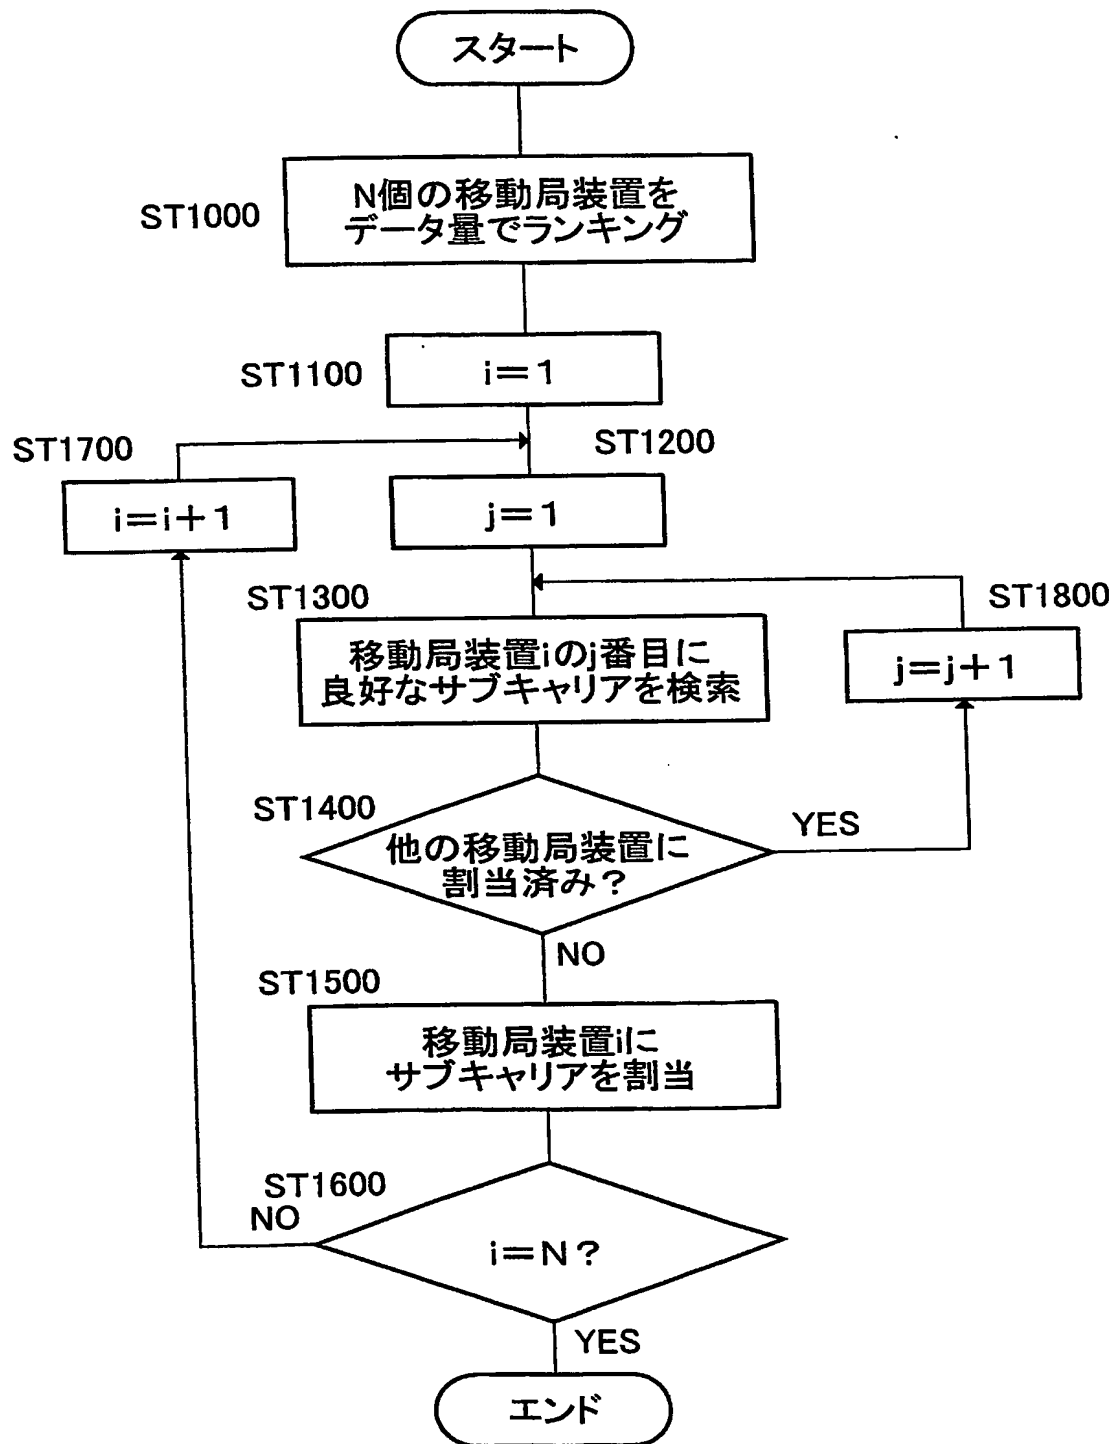 スタート
ST1000
N個の移動局装置を
データ量でランキング
ST1100
i=1
ST1700
ST1200
i=i+1
j=1
ST1300
ST1800
移動局装置iのj番目に
良好なサブキャリアを検索
j=j+1
ST1400
YES
他の移動局装置に
割当済み?
NO
ST1500
移動局装置iに
サブキャリアを割当
ST1600
NO
i=N?
YES
エンド